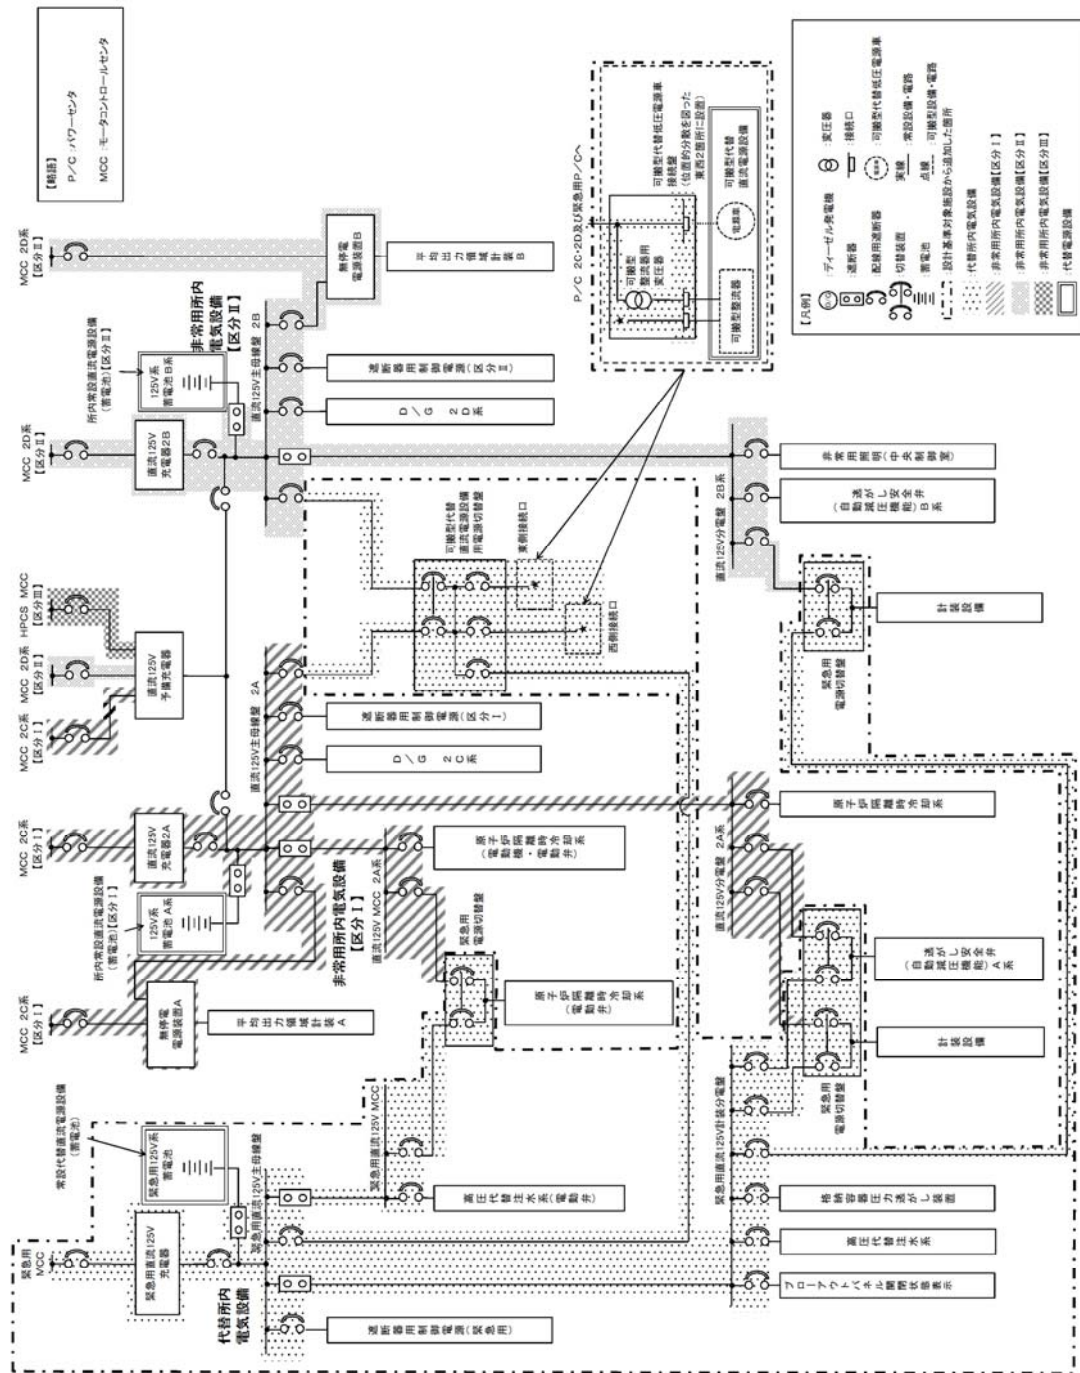 【略語】
P/C :パワーセンタ
MCC :モータコントロールセンタ
緊急用
MCC
MCC 2C系
【区分Ⅰ】
MCC 2C系
【区分Ⅰ】
MCC 2C系
【区分Ⅰ】
MCC 2D系
【区分Ⅱ】
HPCS MCC
【区分Ⅲ】
MCC 2D系
【区分Ⅱ】
MCC 2D系
【区分Ⅱ】
常設代替直流電源設備
(蓄電池)
緊急用125V系
蓄電池
緊急用直流125V
充電器
代替所内
電気設備
緊急用直流125V主母線盤
遮断器用制御電源(緊急用)
無停電
電源装置A
平均出力領域計装A
所内常設直流電源設備
(蓄電池)【区分Ⅰ】
125V系
蓄電池A系
直流125V
充電器2A
非常用所内電気設備
【区分Ⅰ】
直流125V主母線盤 2A
D/G 2C系
遮断器用制御電源(区分Ⅰ)
直流125V
予備充電器
直流125V
充電器2B
所内常設直流電源設備
(蓄電池)【区分Ⅱ】
125V系
蓄電池B系
非常用所内
電気設備
【区分Ⅱ】
直流125V主母線盤 2B
D/G 2D系
遮断器用制御電源(区分Ⅱ)
無停電
電源装置B
平均出力領域計装B
緊急用直流125V MCC
高圧代替注水系(電動弁)
直流125V MCC 2A系
緊急用
電源切替盤
原子炉隔離時冷却系
(電動弁)
原子炉隔離時冷却系
(電動機・電動弁)
可搬型代替
直流電源設備
用電源切替盤
東側接続口
西側接続口
P/C 2C・2D及び緊急用P/Cへ
可搬型代替低圧電源車
接続盤
(位置的分散を図った
東西2箇所に設置)
可搬型
整流器用
変圧器
可搬型代替
直流電源設備
可搬型整流器
電源車
緊急用直流125V計装分電盤
ブローアウトパネル開閉状態表示
高圧代替注水系
格納容器圧力逃がし装置
緊急用
電源切替盤
計装設備
逃がし安全弁
(自動減圧機能)A系
直流125V分電盤 2A系
原子炉隔離時冷却系
緊急用
電源切替盤
計装設備
直流125V分電盤 2B系
逃がし安全弁
(自動減圧機能)B系
非常用照明(中央制御室)
【凡例】
D/G :ディーゼル発電機
:遮断器
:配線用遮断器
:切替装置
:蓄電池
:設計基準対象施設から追加した箇所
:代替所内電気設備
:非常用所内電気設備【区分Ⅰ】
:非常用所内電気設備【区分Ⅱ】
:非常用所内電気設備【区分Ⅲ】
:代替電源設備
:変圧器
:接続口
電源車 :可搬型代替低圧電源車
実線 :常設設備・電路
点線 :可搬型設備・電路